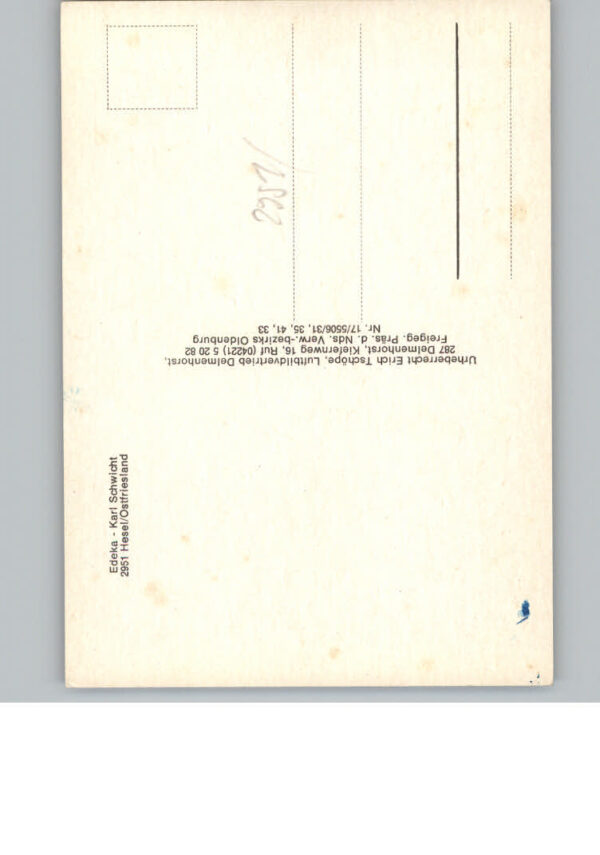 Edeka - Karl Schwicht
2951 Hesel/Ostfriesland
Urheberrecht Erich Tschöpe, Luftbildvertrieb Delmenhorst,
287 Delmenhorst, Kiefernweg 16, Ruf (04221) 5 20 82
Freigeg. Präs. d. Nds. Verw.-bezirks Oldenburg
Nr. 17/5506/31, 35, 41, 33